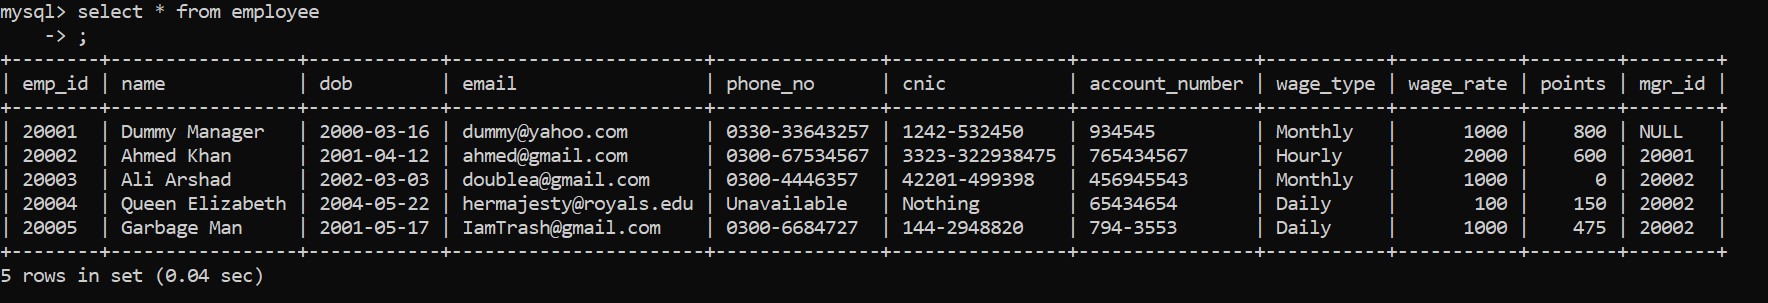 mysql> select * from employee
    -> ;
+--------+-----------------+------------+-----------------------+--------------+----------------+----------------+-----------+-----------+--------+--------+
| emp_id | name            | dob        | email                 | phone_no     | cnic           | account_number | wage_type | wage_rate | points | mgr_id |
+--------+-----------------+------------+-----------------------+--------------+----------------+----------------+-----------+-----------+--------+--------+
| 20001  | Dummy Manager   | 2000-03-16 | dummy@yahoo.com       | 0330-33643257 | 1242-532450    | 934545         | Monthly   |      1000 |    800 | NULL   |
| 20002  | Ahmed Khan      | 2001-04-12 | ahmed@gmail.com       | 0300-67534567 | 3323-322938475 | 765434567      | Hourly    |      2000 |    600 | 20001  |
| 20003  | Ali Arshad      | 2002-03-03 | doublea@gmail.com     | 0300-4446357 | 42201-499398   | 456945543      | Monthly   |      1000 |      0 | 20002  |
| 20004  | Queen Elizabeth | 2004-05-22 | hermajesty@royals.edu | Unavailable  | Nothing        | 65434654       | Daily     |       100 |    150 | 20002  |
| 20005  | Garbage Man     | 2001-05-17 | IamTrash@gmail.com    | 0300-6684727 | 144-2948820    | 794-3553       | Daily     |      1000 |    475 | 20002  |
+--------+-----------------+------------+-----------------------+--------------+----------------+----------------+-----------+-----------+--------+--------+
5 rows in set (0.04 sec)